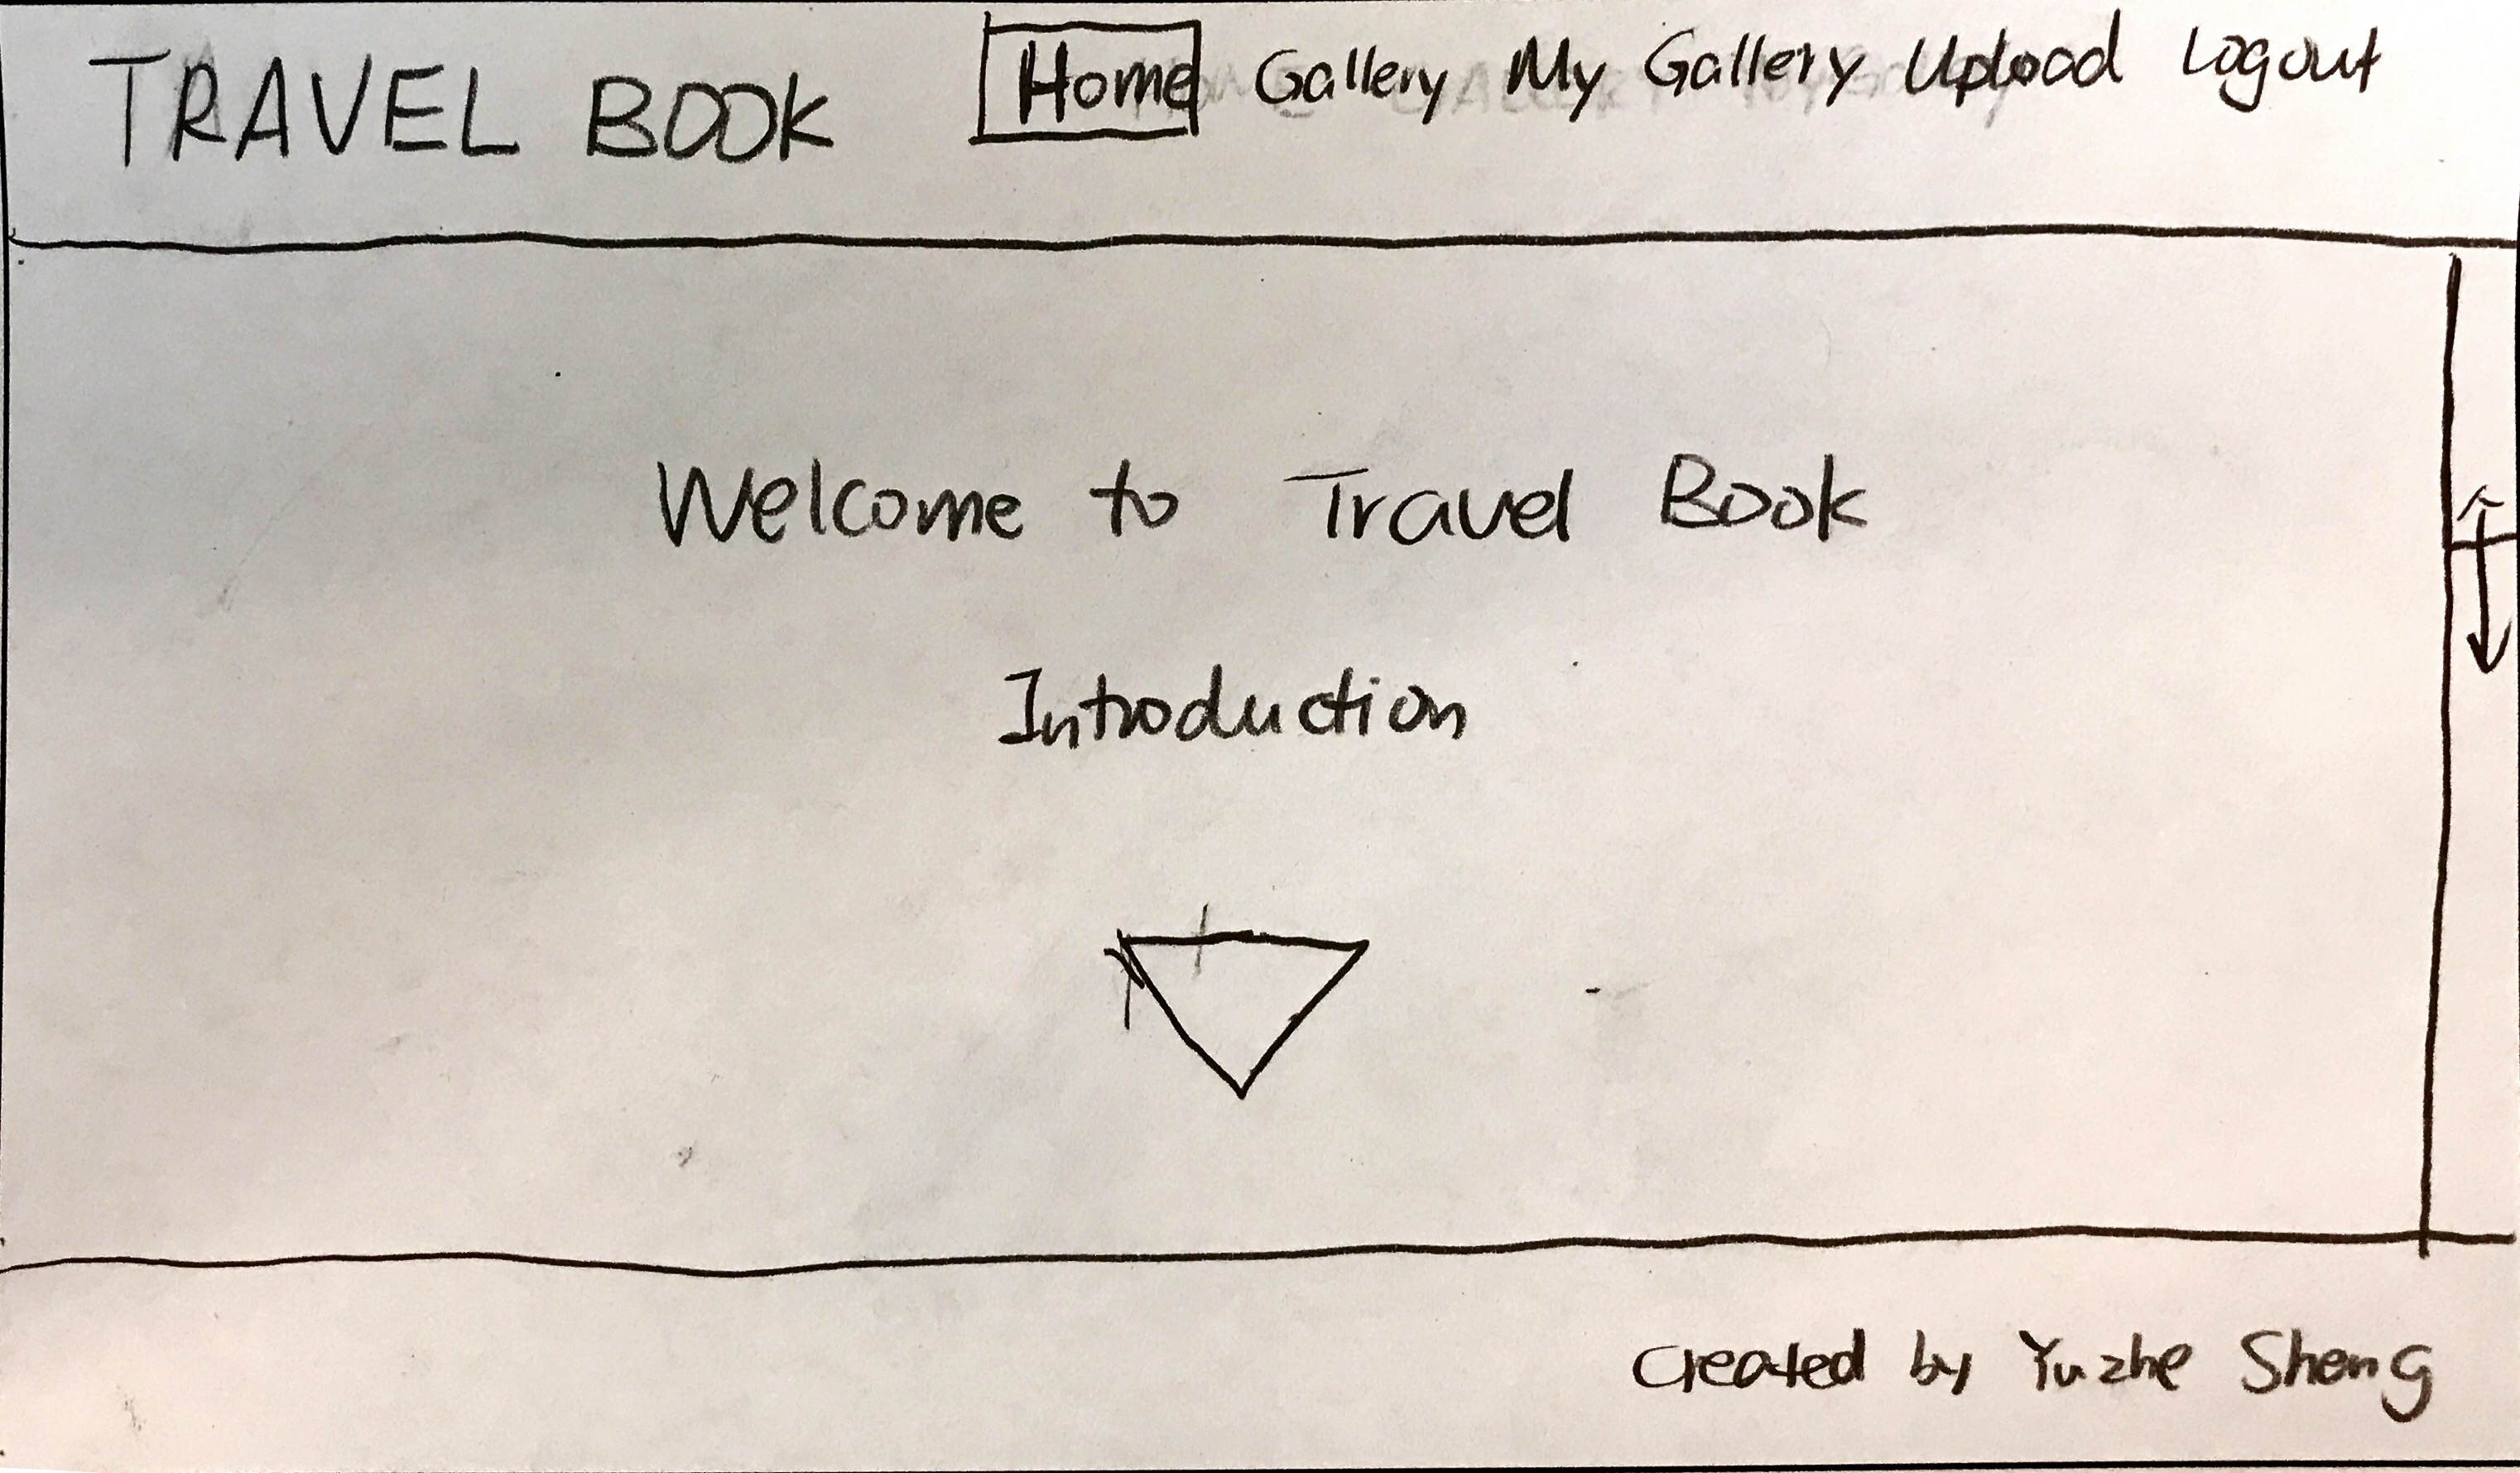 TRAVEL BOOK
Home Gallery My Gallery Upload Logout
Welcome to Travel Book
Introduction
Created by Yuzhe Sheng